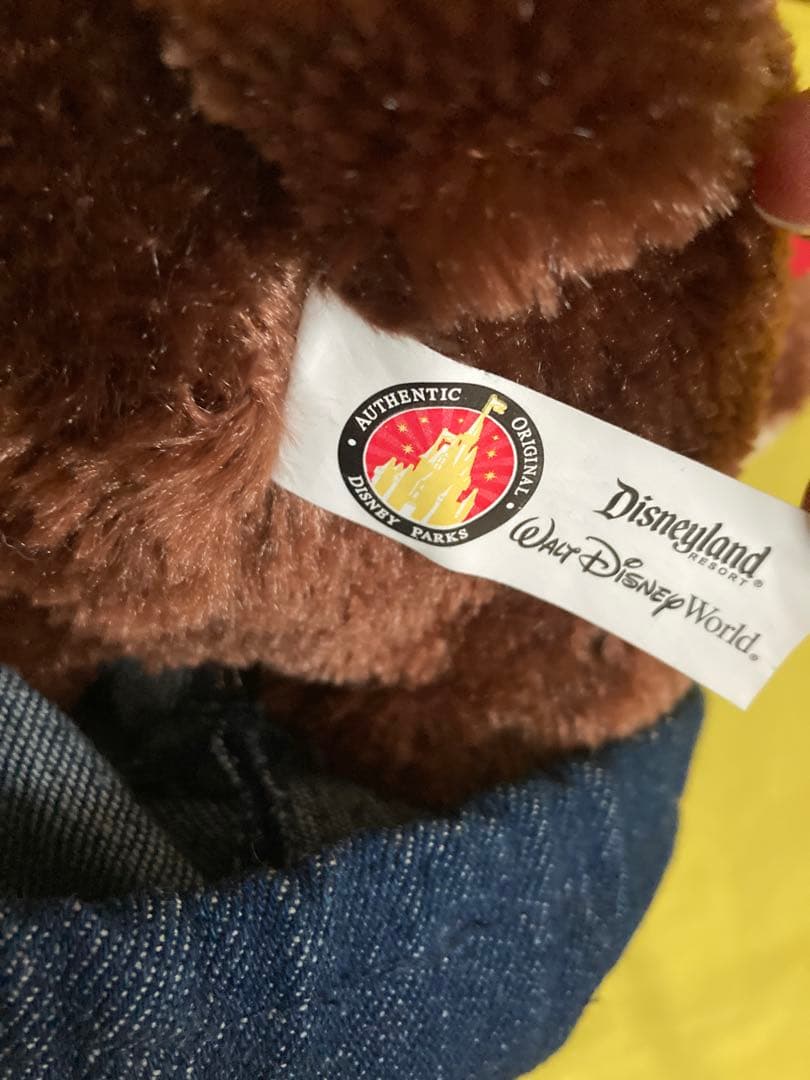 AUTHENTIC ORIGINAL
DISNEY PARKS
Disneyland
RESORT®
WALT DISNEY World®